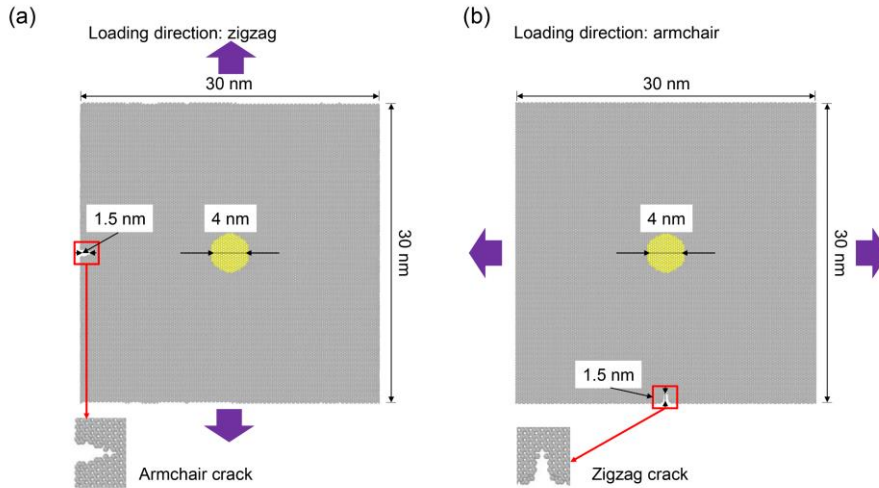 (a)
Loading direction: zigzag
30 nm
1.5 nm
4 nm
30 nm
Armchair crack
(b)
Loading direction: armchair
30 nm
4 nm
30 nm
1.5 nm
Zigzag crack